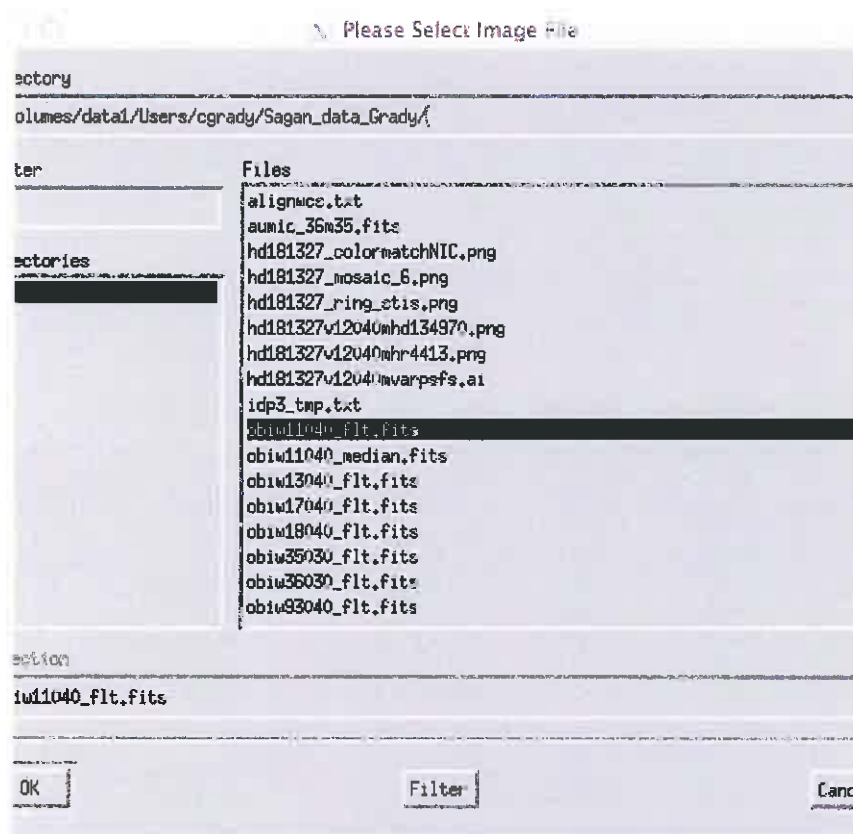 Please Select Image File
ectory
olumes/data1/Users/cgrady/Sagan_data_Grady/
ter
Files
alignwcs.txt
aumic_36m35.fits
hd181327_colormatchNIC.png
hd181327_mosaic_6.png
hd181327_ring_stis.png
hd181327v12040mhd134970.png
hd181327v12040mhr4413.png
hd181327v12040mvarpsfs.ai
idp3_tmp.txt
ectories
obiw11040_flt.fits
obiw11040_median.fits
obiw13040_flt.fits
obiw17040_flt.fits
obiw18040_flt.fits
obiw35030_flt.fits
obiw36030_flt.fits
obiw93040_flt.fits
ection
iw11040_flt.fits
OK
Filter
Canc